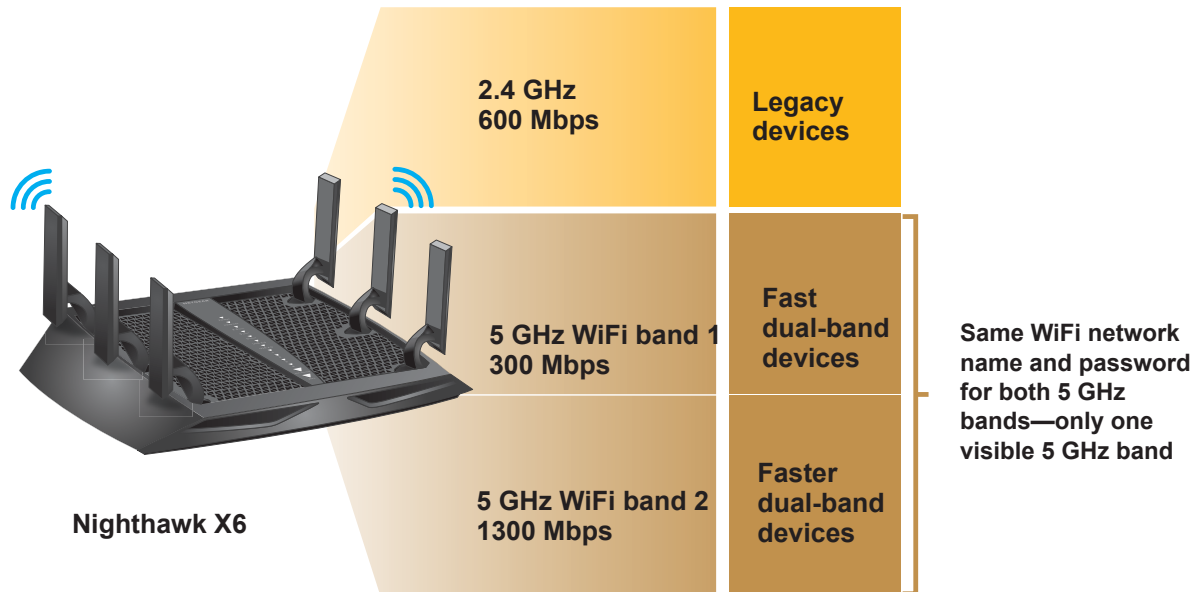 2.4 GHz
600 Mbps
Legacy
devices
5 GHz WiFi band 1
300 Mbps
Fast
dual-band
devices
5 GHz WiFi band 2
1300 Mbps
Faster
dual-band
devices
Same WiFi network
name and password
for both 5 GHz
bands—only one
visible 5 GHz band
Nighthawk X6